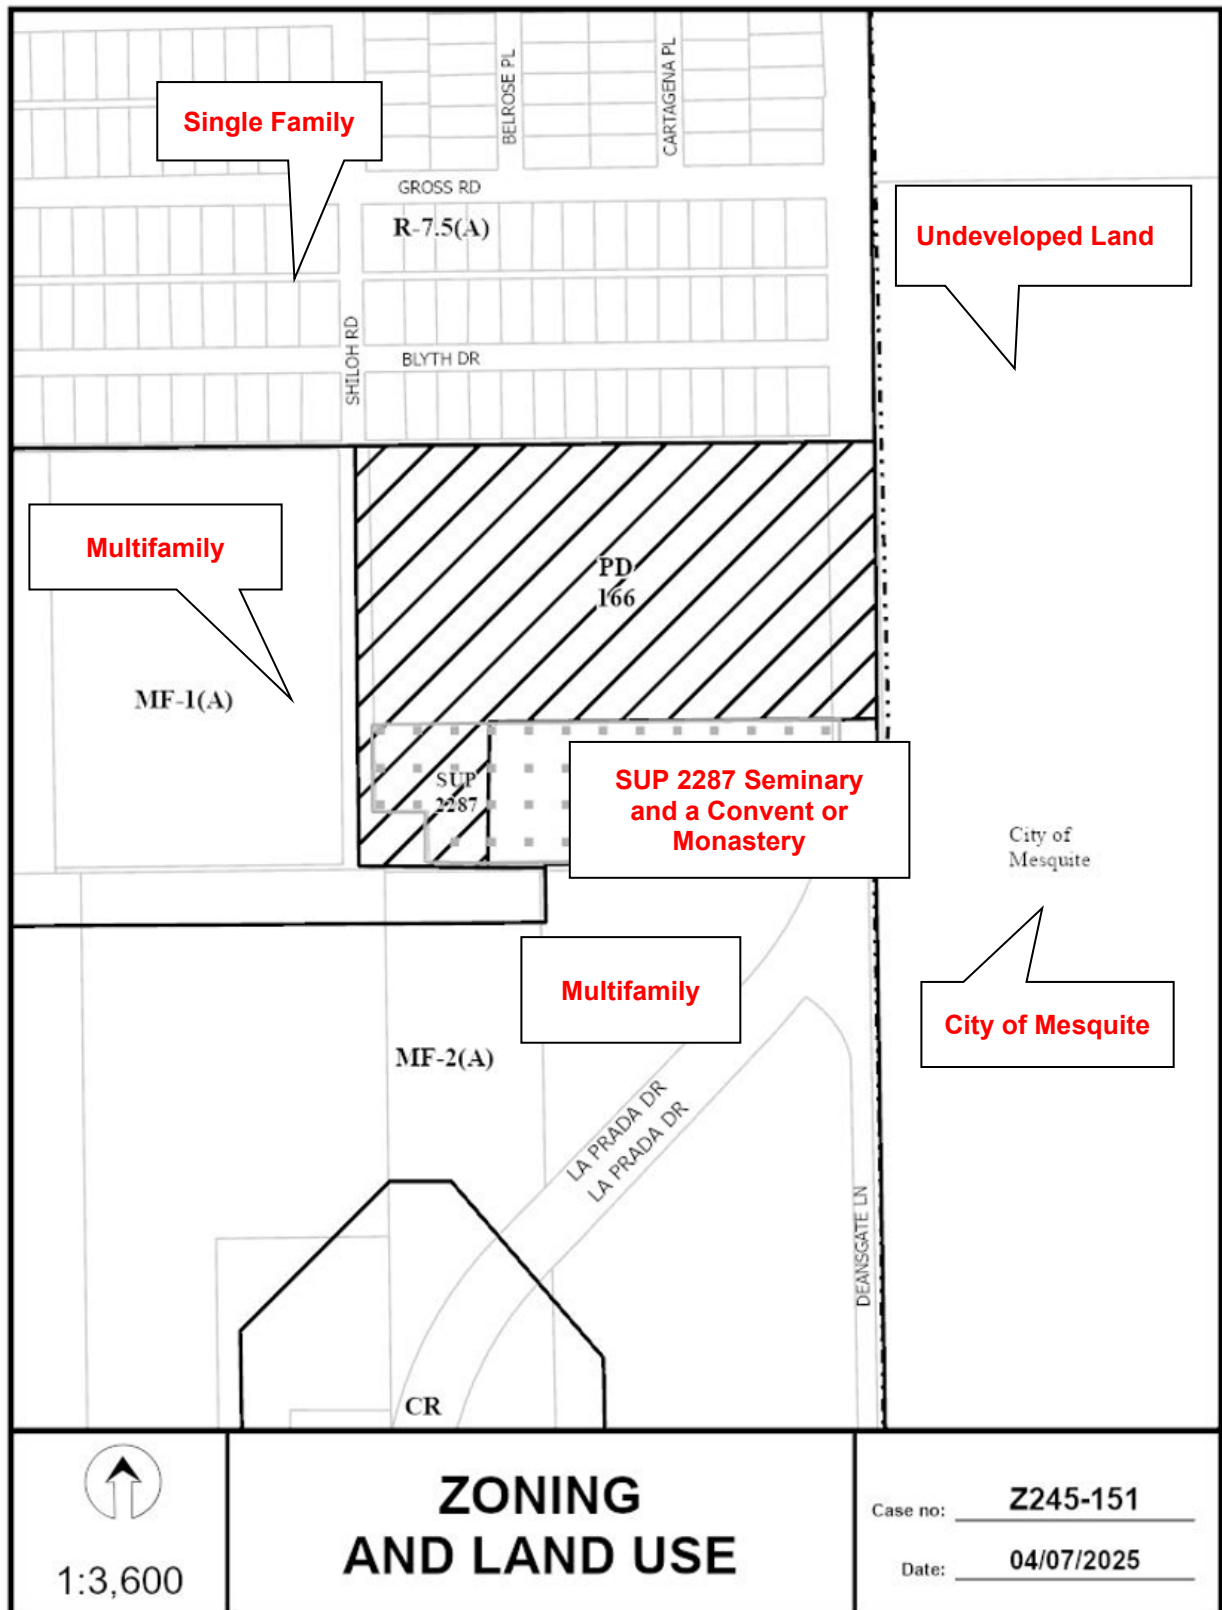 BELROSE PL
CARTAGENA PL
Single Family
GROSS RD
R-7.5(A)
Undeveloped Land
SHILOH RD
BLYTH DR
Multifamily
PD
166
MF-1(A)
SUP
2287
SUP 2287 Seminary
and a Convent or
Monastery
City of
Mesquite
Multifamily
City of Mesquite
MF-2(A)
LA PRADA DR
LA PRADA DR
DEANSGATE LN
CR
1:3,600
ZONING
AND LAND USE
Case no: Z245-151
Date: 04/07/2025